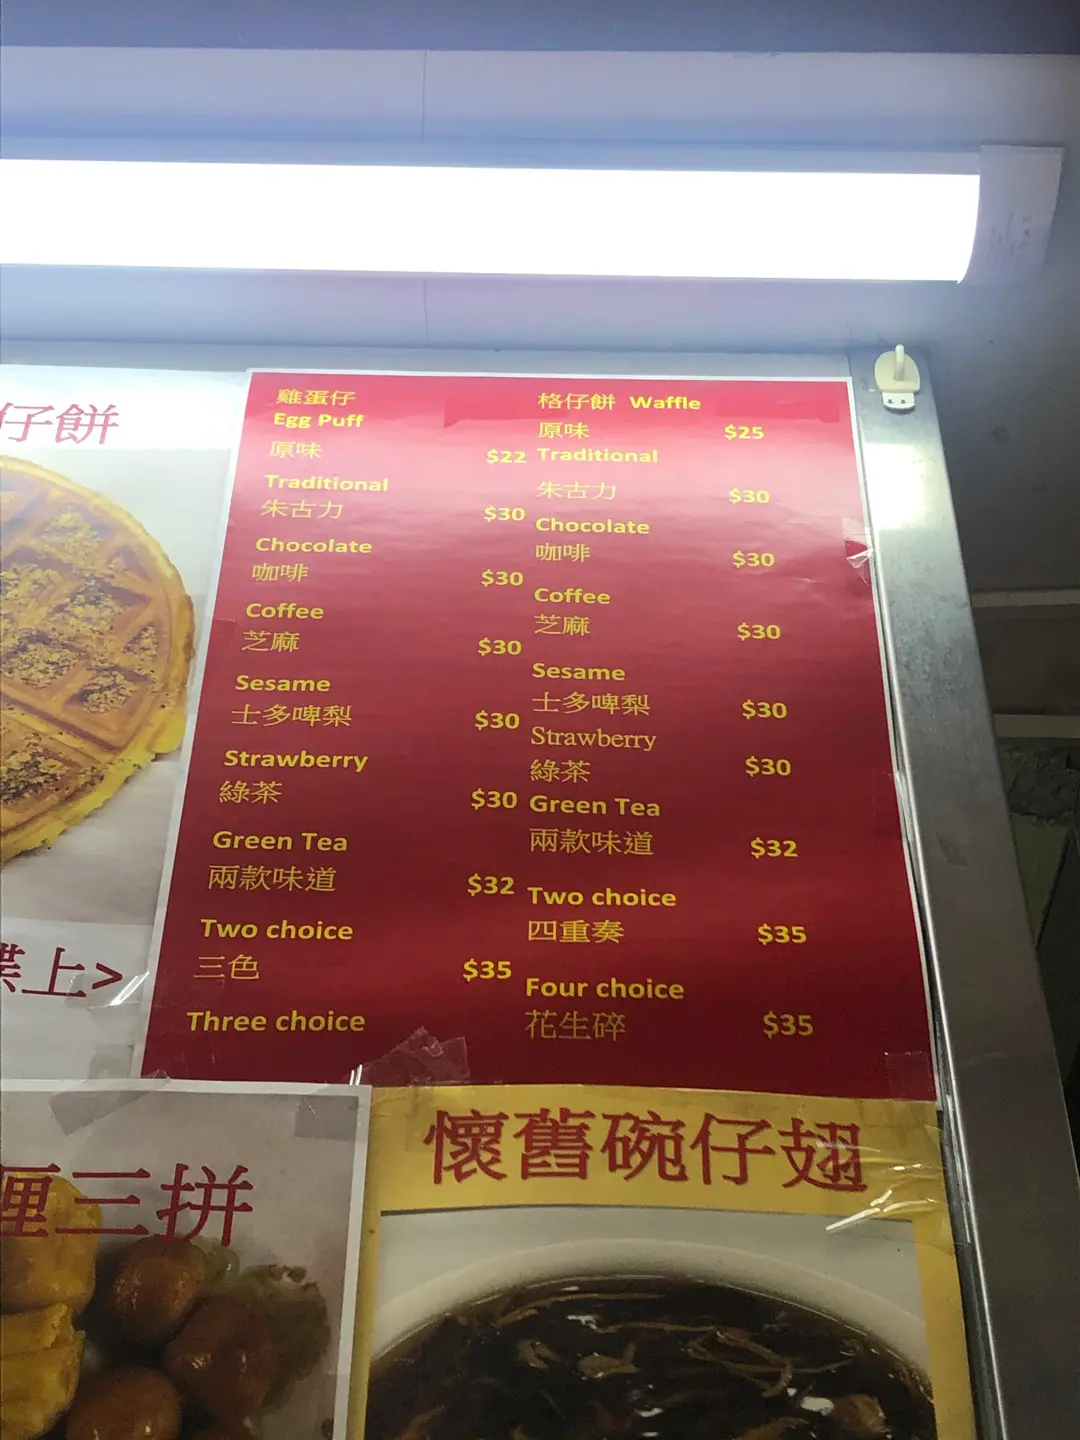 仔餅
雞蛋仔
Egg Puff
原味 $22
Traditional
朱古力 $30
Chocolate
咖啡 $30
Coffee
芝麻 $30
Sesame
士多啤梨 $30
Strawberry
綠茶 $30
Green Tea
兩款味道 $32
Two choice
三色 $35
Three choice
格仔餅 Waffle
原味 $25
Traditional
朱古力 $30
Chocolate
咖啡 $30
Coffee
芝麻 $30
Sesame
士多啤梨 $30
Strawberry
綠茶 $30
Green Tea
兩款味道 $32
Two choice
四重奏 $35
Four choice
花生碎 $35
上>
三拼
懷舊碗仔翅